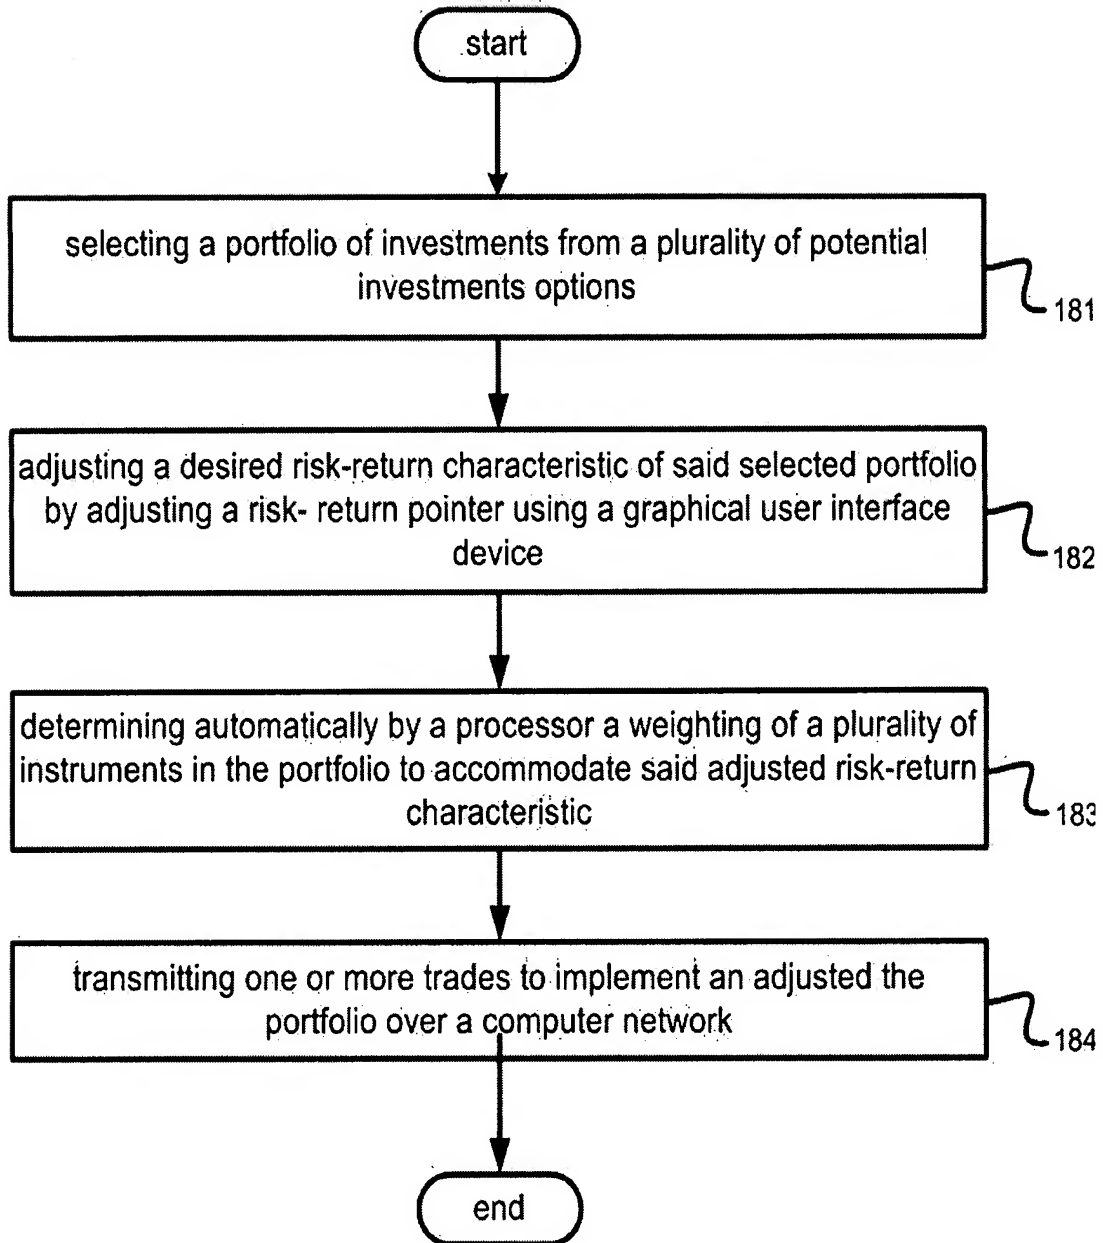 start
selecting a portfolio of investments from a plurality of potential
investments options
181
adjusting a desired risk-return characteristic of said selected portfolio
by adjusting a risk- return pointer using a graphical user interface
device
182
determining automatically by a processor a weighting of a plurality of
instruments in the portfolio to accommodate said adjusted risk-return
characteristic
183
transmitting one or more trades to implement an adjusted the
portfolio over a computer network
184
end